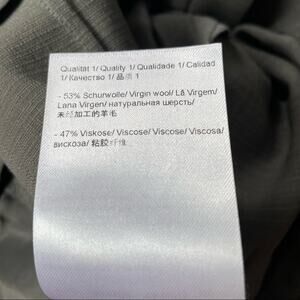 Qualität 1/ Quality 1/ Qualidade 1/ Calidad
1/ Качество 1/ 品质 1
- 53% Schurwolle/ Virgin wool/ Lã Virgem/
Lana Virgen/ натуральная шерсть/
未经加工的羊毛
- 47% Viskose/ Viscose/ Viscose/ Viscosa/
вискоза/ 粘胶纤维